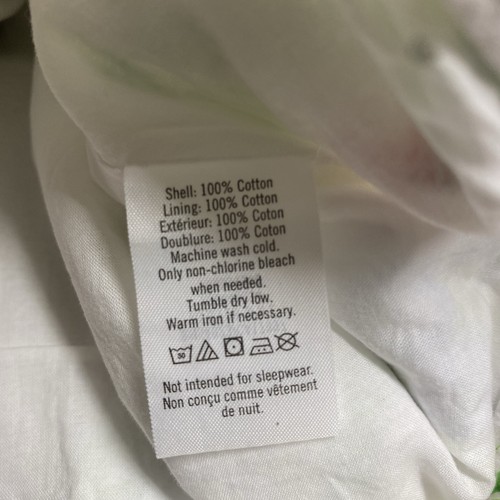 Shell: 100% Cotton
Lining: 100% Cotton
Extérieur: 100% Coton
Doublure: 100% Coton
Machine wash cold.
Only non-chlorine bleach
when needed.
Tumble dry low.
Warm iron if necessary.
30
Not intended for sleepwear.
Non conçu comme vêtement
de nuit.